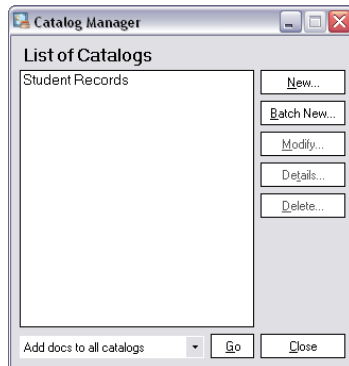 Catalog Manager
List of Catalogs
Student Records
New...
Batch New...
Modify...
Details...
Delete...
Add docs to all catalogs
Go
Close